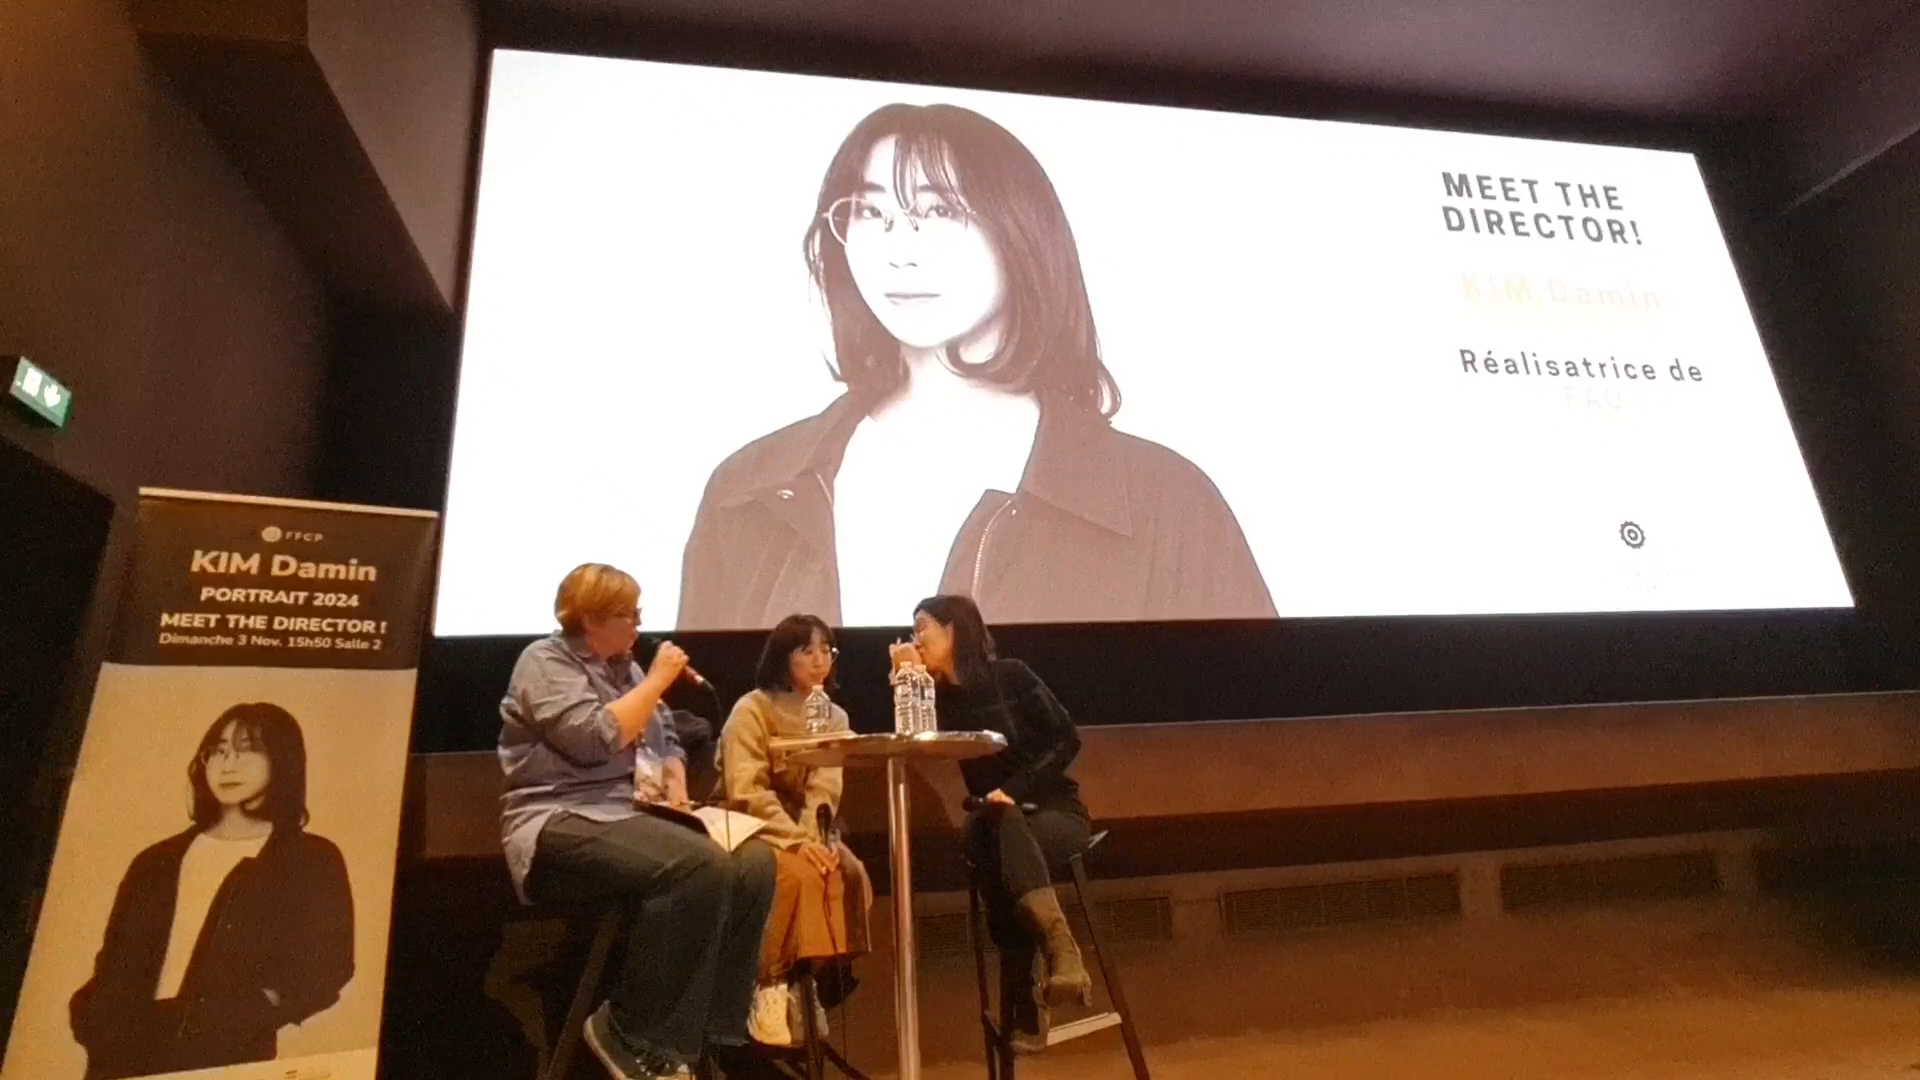 MEET THE
DIRECTOR!
KIM Damin
Réalisatrice de
FAQ
FFCP
KIM Damin
PORTRAIT 2024
MEET THE DIRECTOR !
Dimanche 3 Nov. 15h50 Salle 2